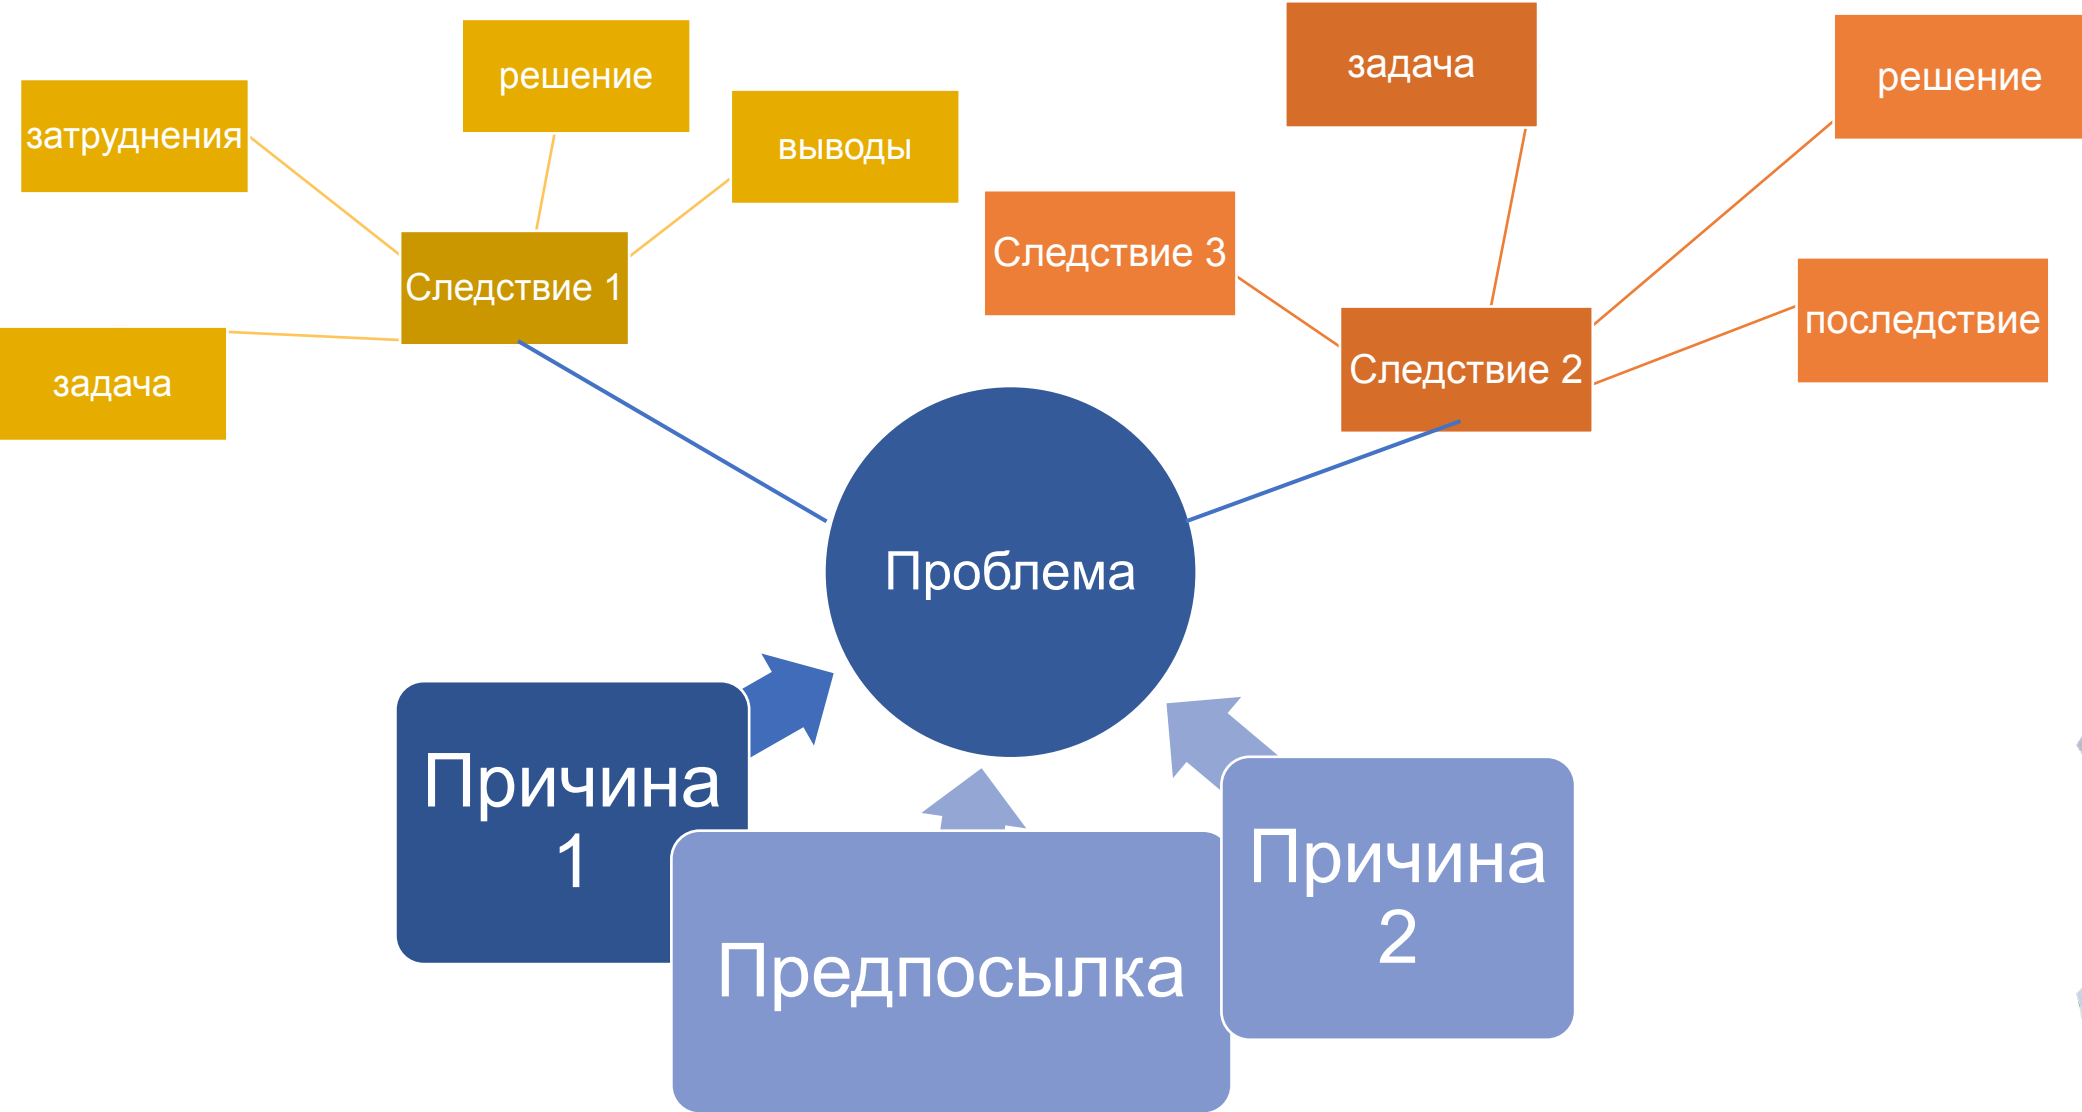 задача
решение
решение
затруднения
выводы
Следствие 3
Следствие 1
последствие
Следствие 2
задача
Проблема
Причина
1
Причина
2
Предпосылка